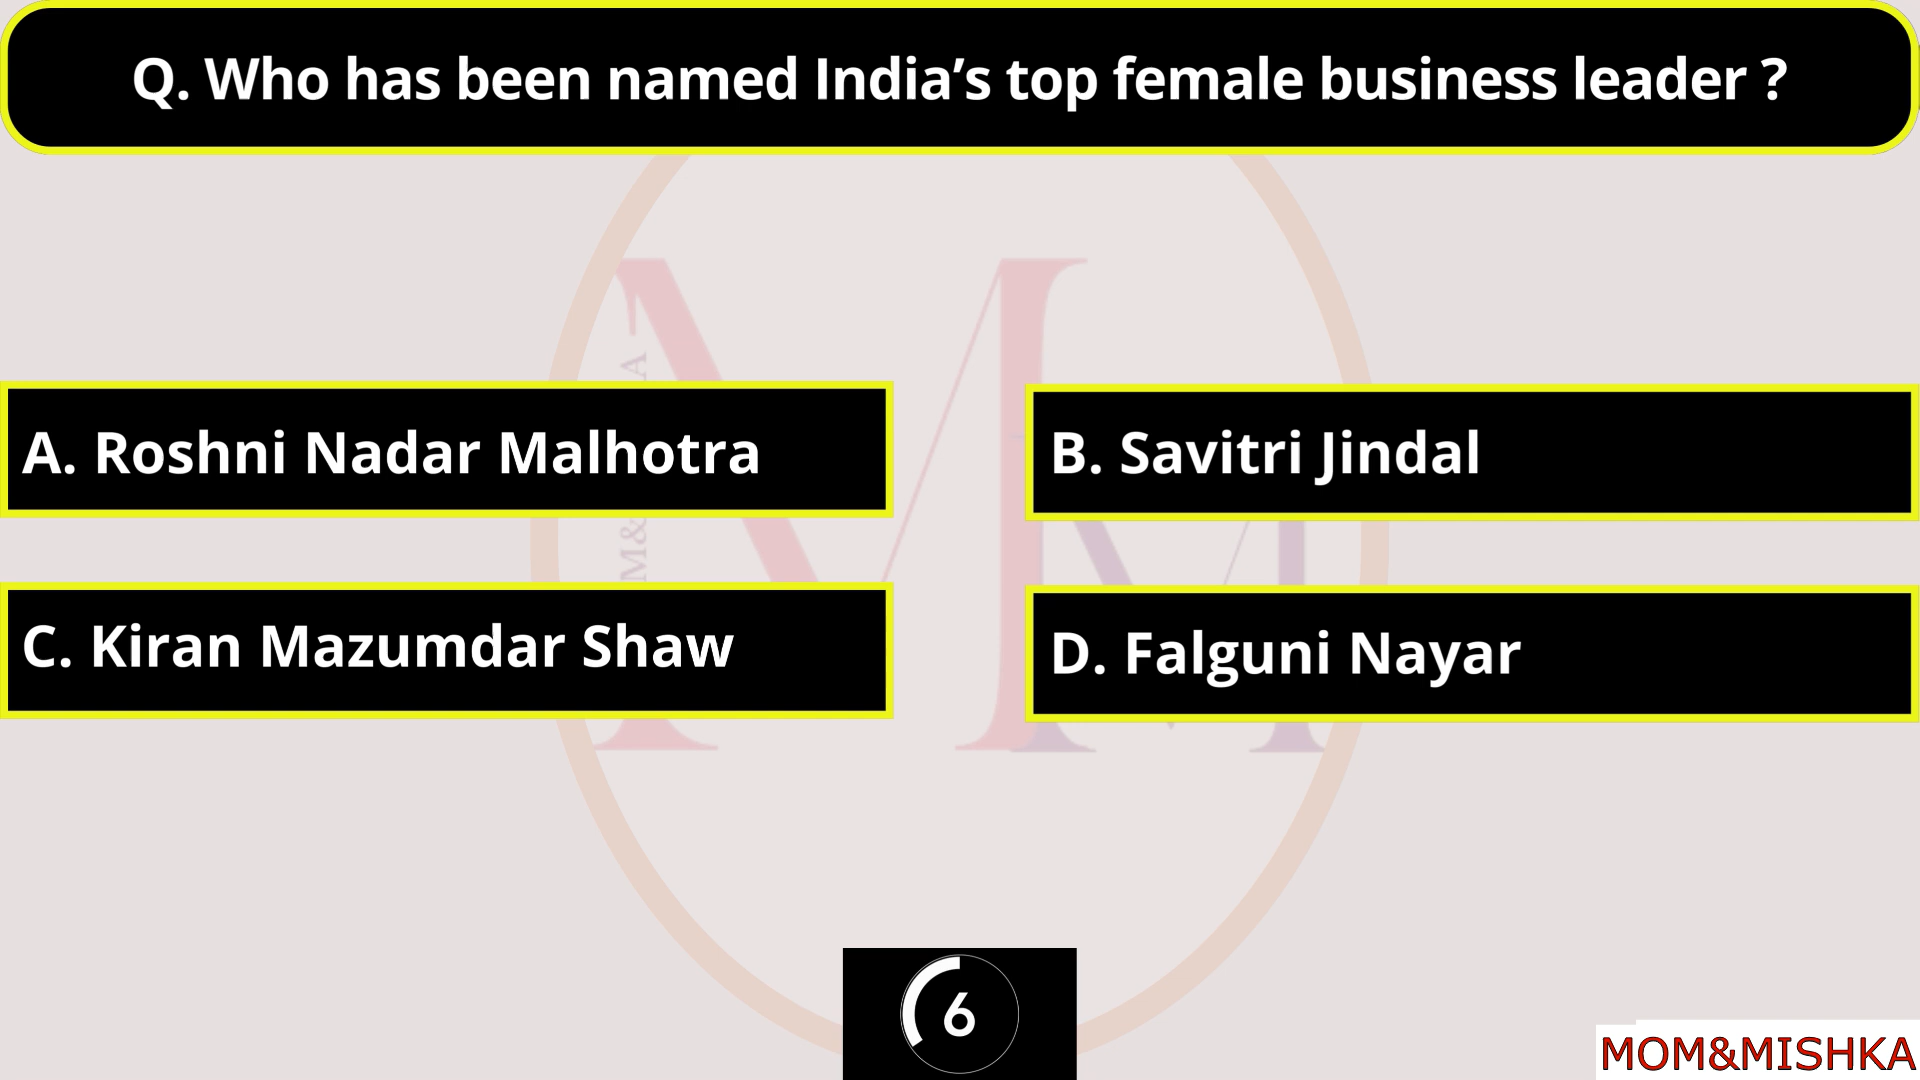 Q. Who has been named India’s top female business leader ?
A. Roshni Nadar Malhotra
B. Savitri Jindal
C. Kiran Mazumdar Shaw
D. Falguni Nayar
M&
A
6
MOM&MISHKA